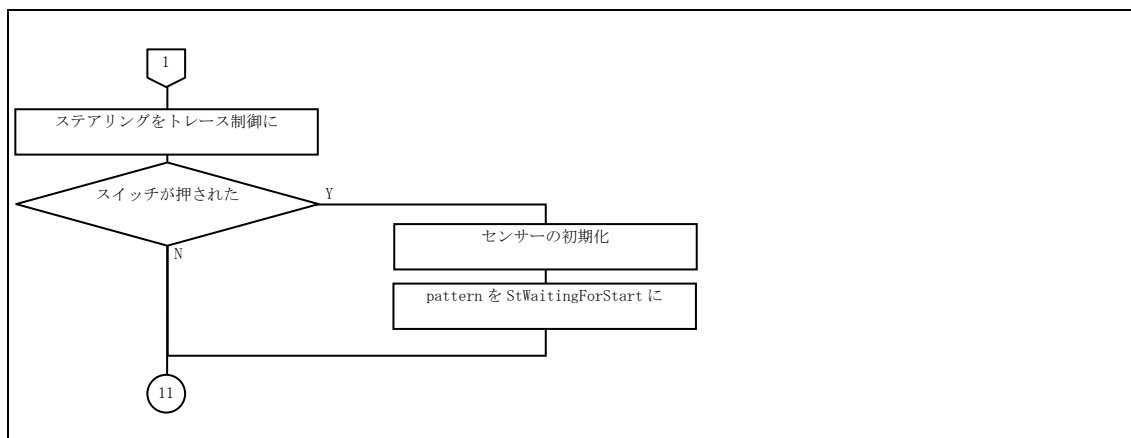 1
ステアリングをトレース制御に
スイッチが押された
Y
N
センサーの初期化
pattern を StWaitingForStart に
11